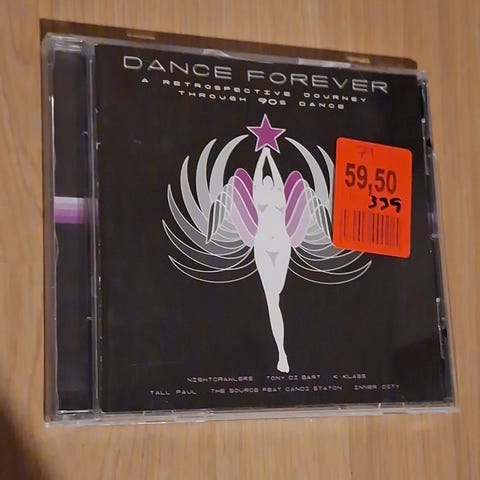 DANCE FOREVER
A RETROSPECTIVE JOURNEY
THROUGH 90s DANCE
59,50
339
NIGHTCRAWLERS TONY DI BART K-KLASS
TALL PAUL THE SOURCE FEAT CANDI STATON INNER CITY